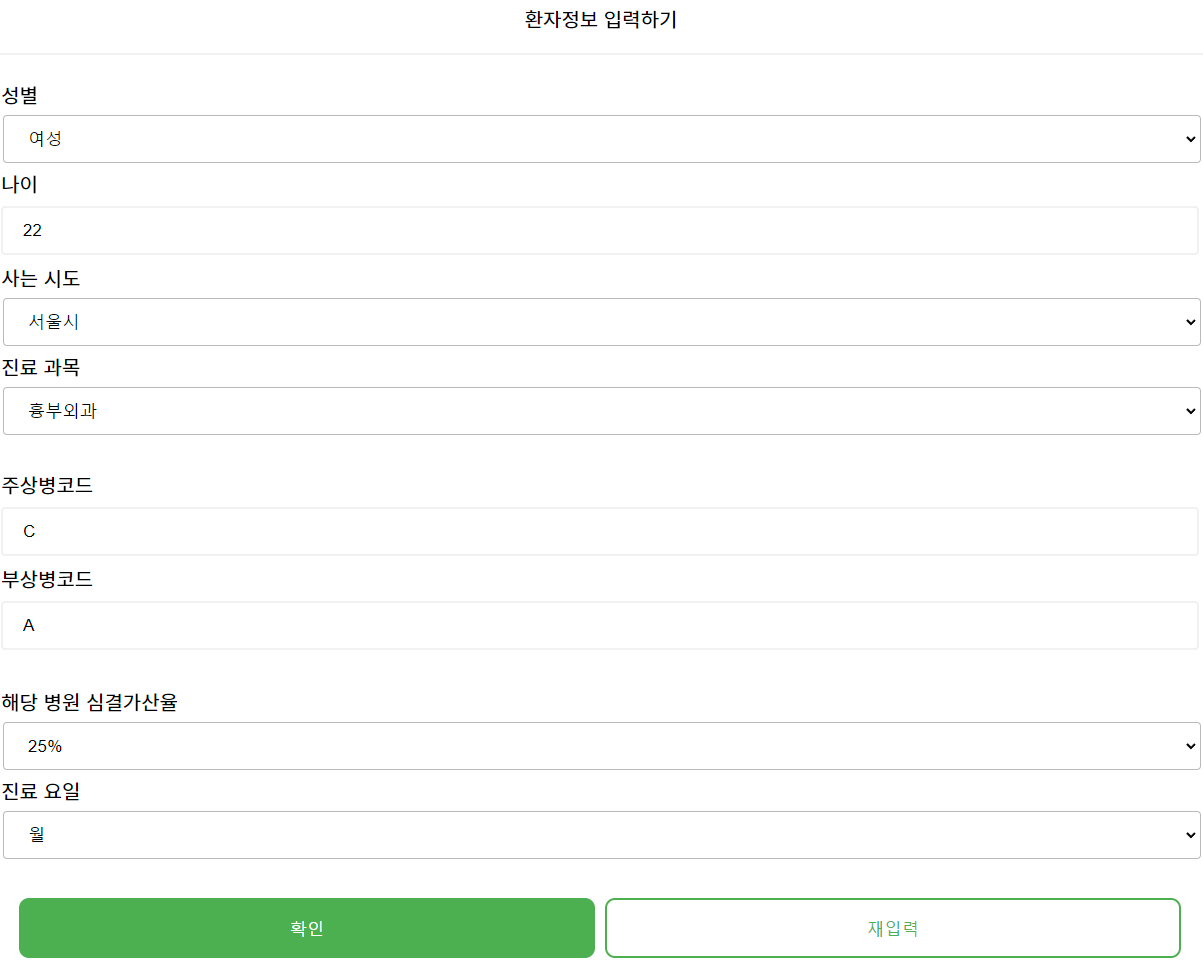 환자정보 입력하기
성별
여성
나이
22
사는 시도
서울시
진료 과목
흉부외과
주상병코드
C
부상병코드
A
해당 병원 심결가산율
25%
진료 요일
월
확인 재입력